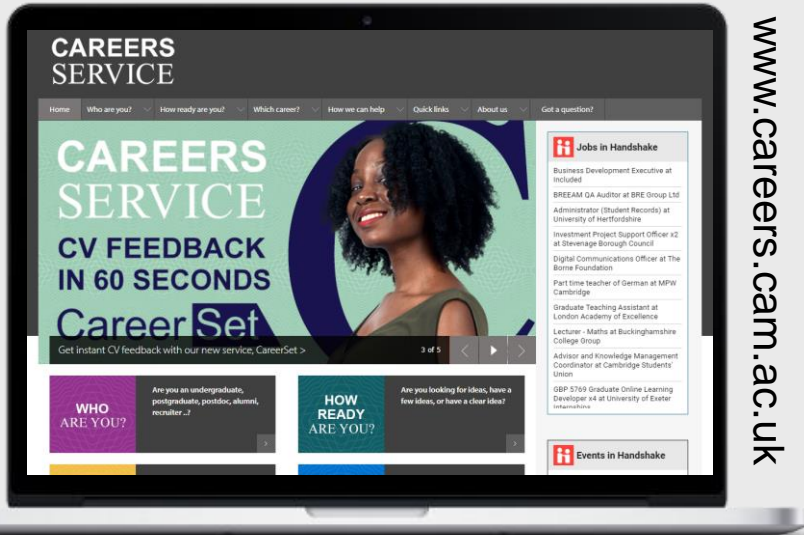 CAREERS
SERVICE
Home Who are you? How ready are you? Which career? How we can help Quick links About us Got a question?
CAREERS
SERVICE
CV FEEDBACK
IN 60 SECONDS
Career Set
Get instant CV feedback with our new service, CareerSet >
3 of 5
WHO
ARE YOU?
Are you an undergraduate,
postgraduate, postdoc, alumni,
recruiter ..?
HOW
READY
ARE YOU?
Are you looking for ideas, have a
few ideas, or have a clear idea?
Jobs in Handshake
Business Development Executive at
Included
BREEAM QA Auditor at BRE Group Ltd
Administrator (Student Records) at
University of Hertfordshire
Investment Project Support Officer x2
at Stevenage Borough Council
Digital Communications Officer at The
Borne Foundation
Part time teacher of German at MPW
Cambridge
Graduate Teaching Assistant at
London Academy of Excellence
Lecturer - Maths at Buckinghamshire
College Group
Advisor and Knowledge Management
Coordinator at Cambridge Students'
Union
GBP 5769 Graduate Online Learning
Developer x4 at University of Exeter
Internships
Events in Handshake
www.careers.cam.ac.uk